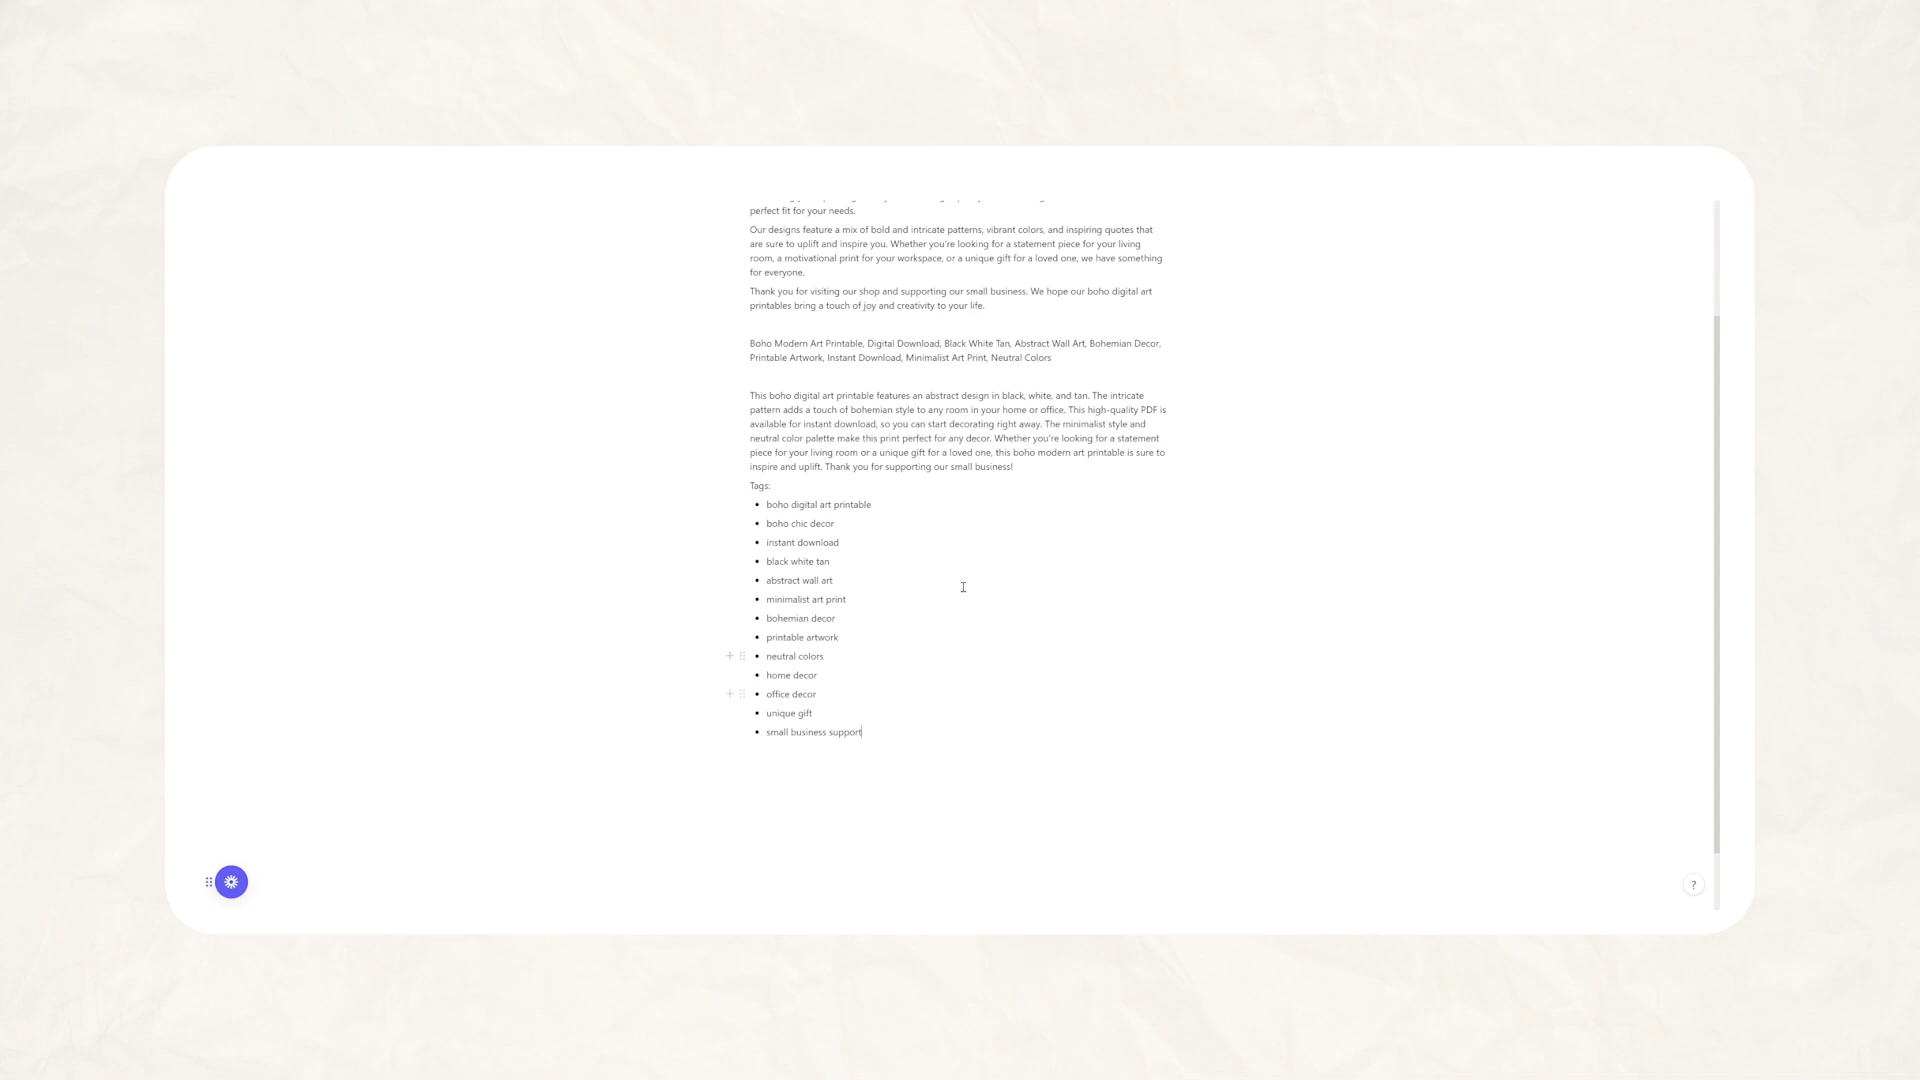 perfect fit for your needs.
Our designs feature a mix of bold and intricate patterns, vibrant colors, and inspiring quotes that
are sure to uplift and inspire you. Whether you're looking for a statement piece for your living
room, a motivational print for your workspace, or a unique gift for a loved one, we have something
for everyone.
Thank you for visiting our shop and supporting our small business. We hope our boho digital art
printables bring a touch of joy and creativity to your life.
Boho Modern Art Printable, Digital Download, Black White Tan, Abstract Wall Art, Bohemian Decor,
Printable Artwork, Instant Download, Minimalist Art Print, Neutral Colors
This boho digital art printable features an abstract design in black, white, and tan. The intricate
pattern adds a touch of bohemian style to any room in your home or office. This high-quality PDF is
available for instant download, so you can start decorating right away. The minimalist style and
neutral color palette make this print perfect for any decor. Whether you're looking for a statement
piece for your living room or a unique gift for a loved one, this boho modern art printable is sure to
inspire and uplift. Thank you for supporting our small business!
Tags:
• boho digital art printable
• boho chic decor
• instant download
• black white tan
• abstract wall art
• minimalist art print
• bohemian decor
• printable artwork
• neutral colors
• home decor
• office decor
• unique gift
• small business support
?